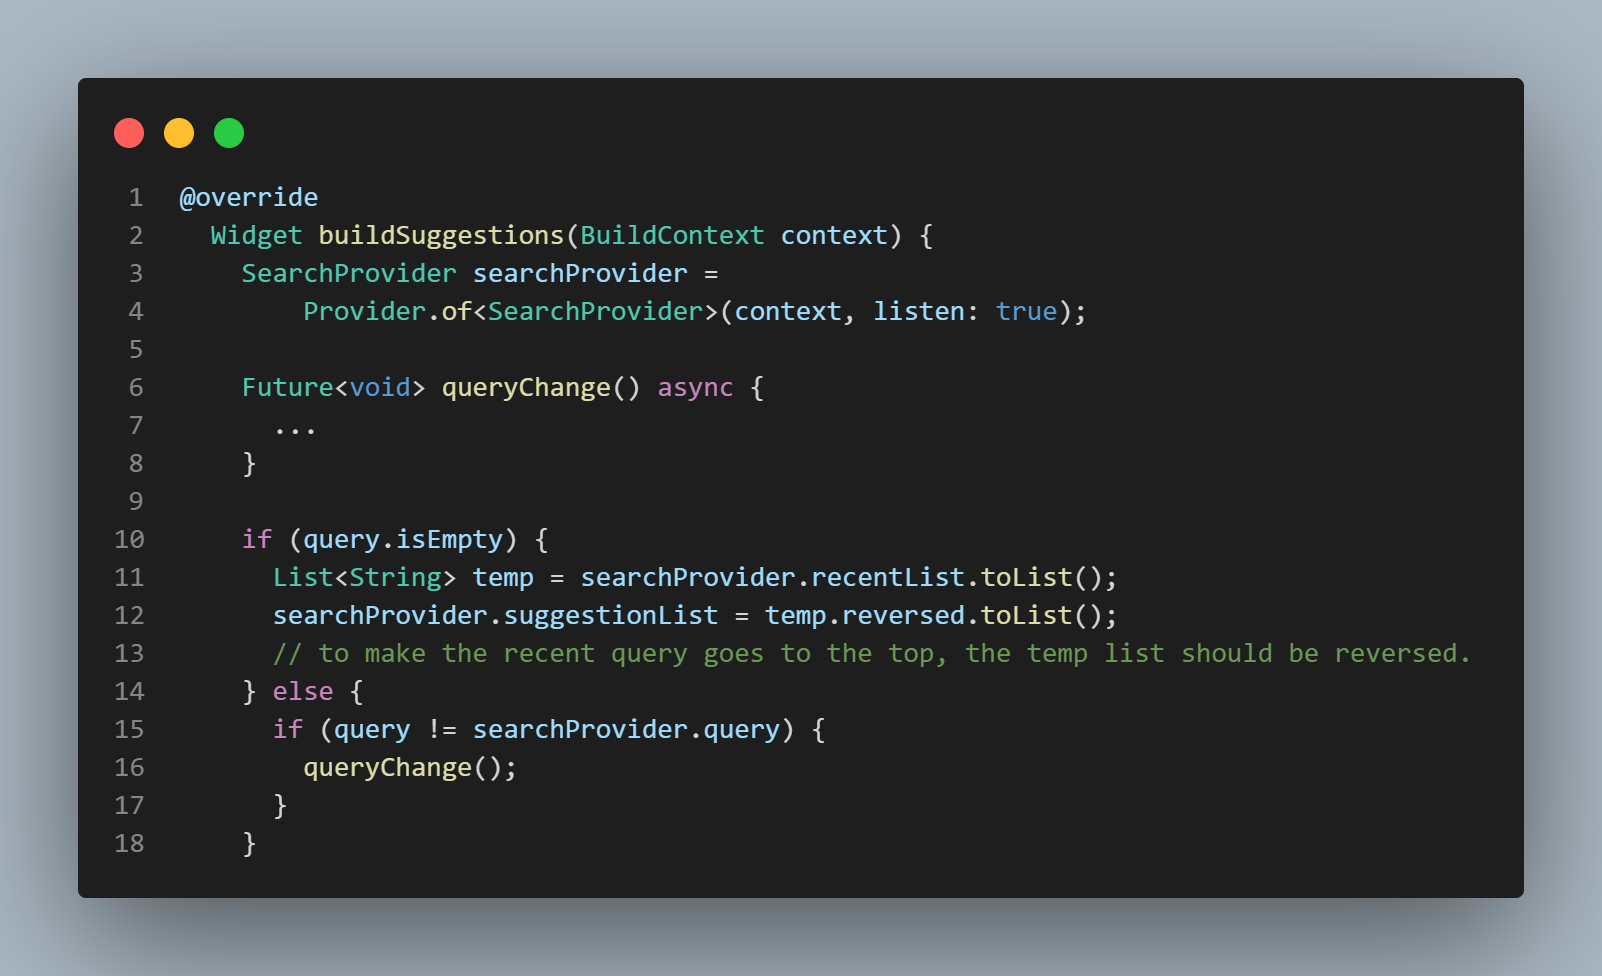 1 @override
2 Widget buildSuggestions(BuildContext context) {
3 SearchProvider searchProvider =
4 Provider.of<SearchProvider>(context, listen: true);
5
6 Future<void> queryChange() async {
7 ...
8 }
9
10 if (query.isEmpty) {
11 List<String> temp = searchProvider.recentList.toList();
12 searchProvider.suggestionList = temp.reversed.toList();
13 // to make the recent query goes to the top, the temp list should be reversed.
14 } else {
15 if (query != searchProvider.query) {
16 queryChange();
17 }
18 }